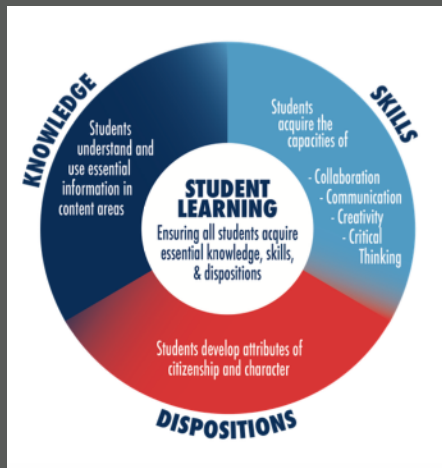 KNOWLEDGE
Students
understand and
use essential
information in
content areas
SKILLS
Students
acquire the
capacities of
- Collaboration
- Communication
- Creativity
- Critical
Thinking
STUDENT
LEARNING
Ensuring all students acquire
essential knowledge, skills,
& dispositions
Students develop attributes of
citizenship and character
DISPOSITIONS